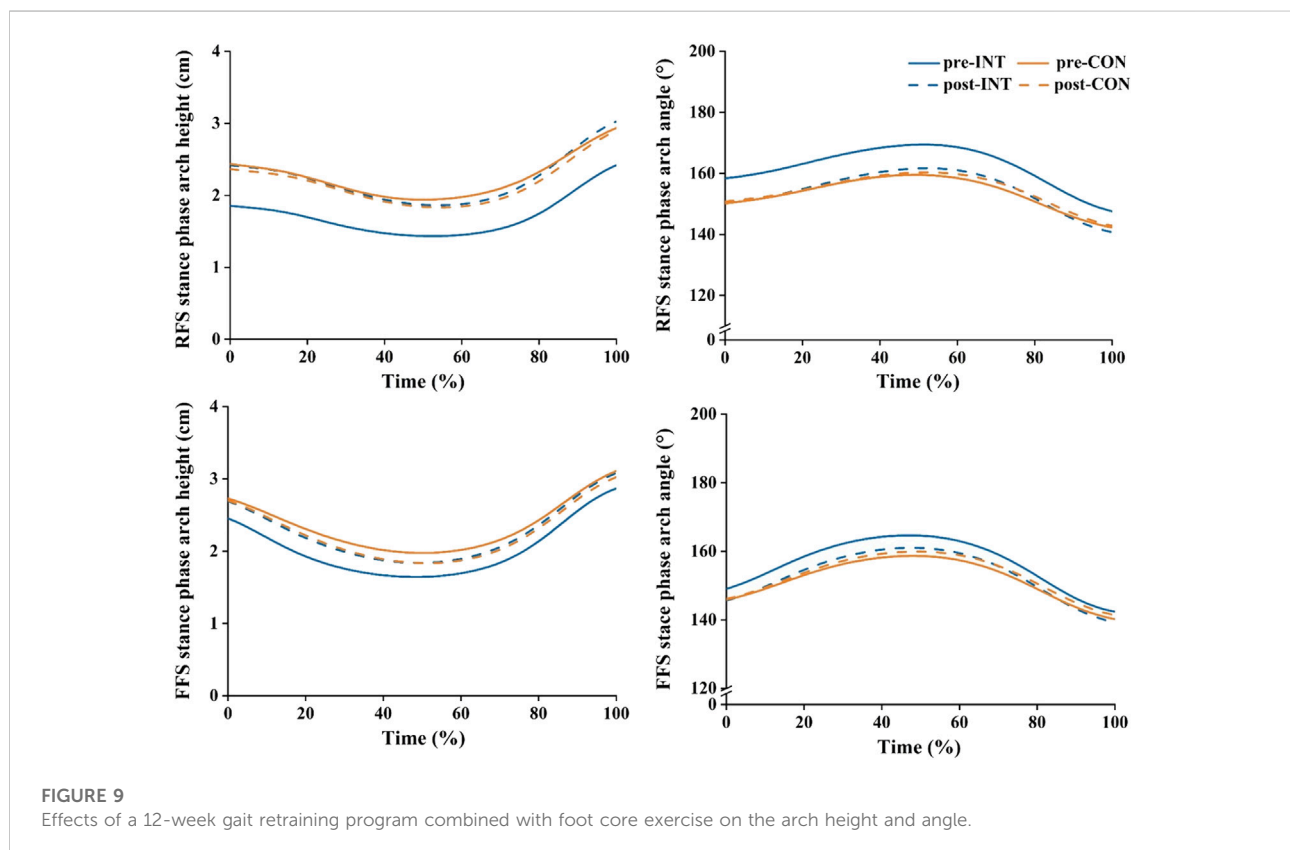 4
3
2
1
0
RFS stance phase arch height (cm)
0 20 40 60 80 100
Time (%)
200
180
160
140
120
0
RFS stance phase arch angle (°)
0 20 40 60 80 100
Time (%)
pre-INT pre-CON
post-INT post-CON
4
3
2
1
0
FFS stance phase arch height (cm)
0 20 40 60 80 100
Time (%)
200
180
160
140
120
0
FFS stace phase arch angle (°)
0 20 40 60 80 100
Time (%)
FIGURE 9
Effects of a 12-week gait retraining program combined with foot core exercise on the arch height and angle.